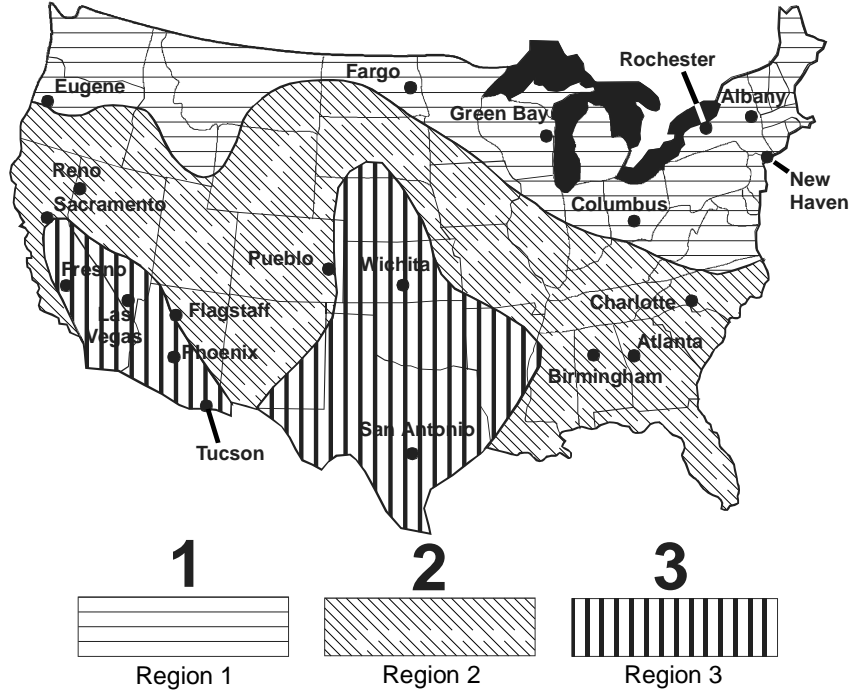 Rochester
Fargo
Eugene
Albany
Green Bay
Reno
New
Haven
Sacramento
Columbus
Pueblo
Wichita
Fresno
Charlotte
Las
Vegas
Flagstaff
Atlanta
Phoenix
Birmingham
San Antonio
Tucson
1
2
3
Region 1
Region 2
Region 3